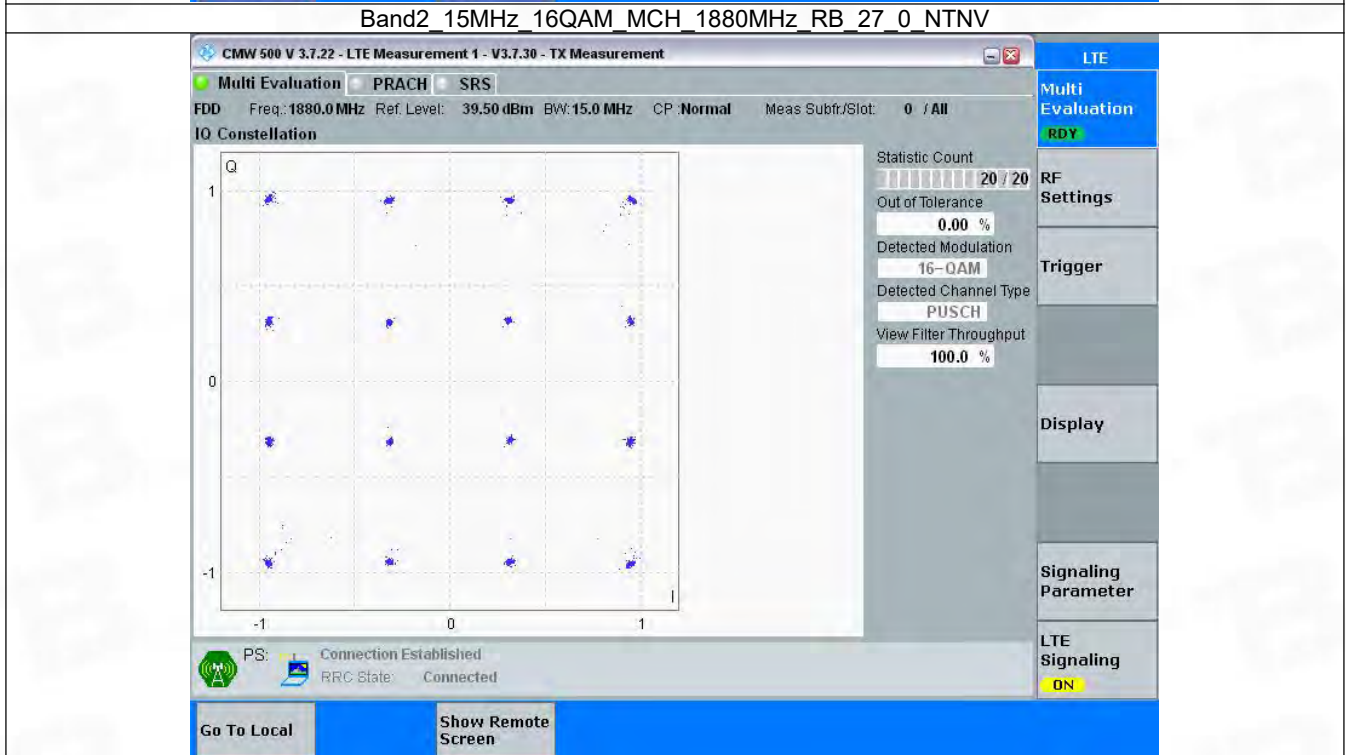 Band2_15MHz_16QAM_MCH_1880MHz_RB_27_0_NTNV
CMW 500 V 3.7.22 - LTE Measurement 1 - V3.7.30 - TX Measurement
LTE
Multi Evaluation PRACH SRS
Multi
Evaluation
RDY
FDD Freq.: 1880.0 MHz Ref. Level: 39.50 dBm BW: 15.0 MHz CP :Normal Meas Subfr./Slot: 0 / All
IQ Constellation
Q
1
0
-1
I
-1 0 1
Statistic Count
20 / 20
Out of Tolerance
0.00 %
Detected Modulation
16-QAM
Detected Channel Type
PUSCH
View Filter Throughput
100.0 %
RF
Settings
Trigger
Display
Signaling
Parameter
LTE
Signaling
ON
PS: Connection Established
RRC State: Connected
Go To Local
Show Remote
Screen